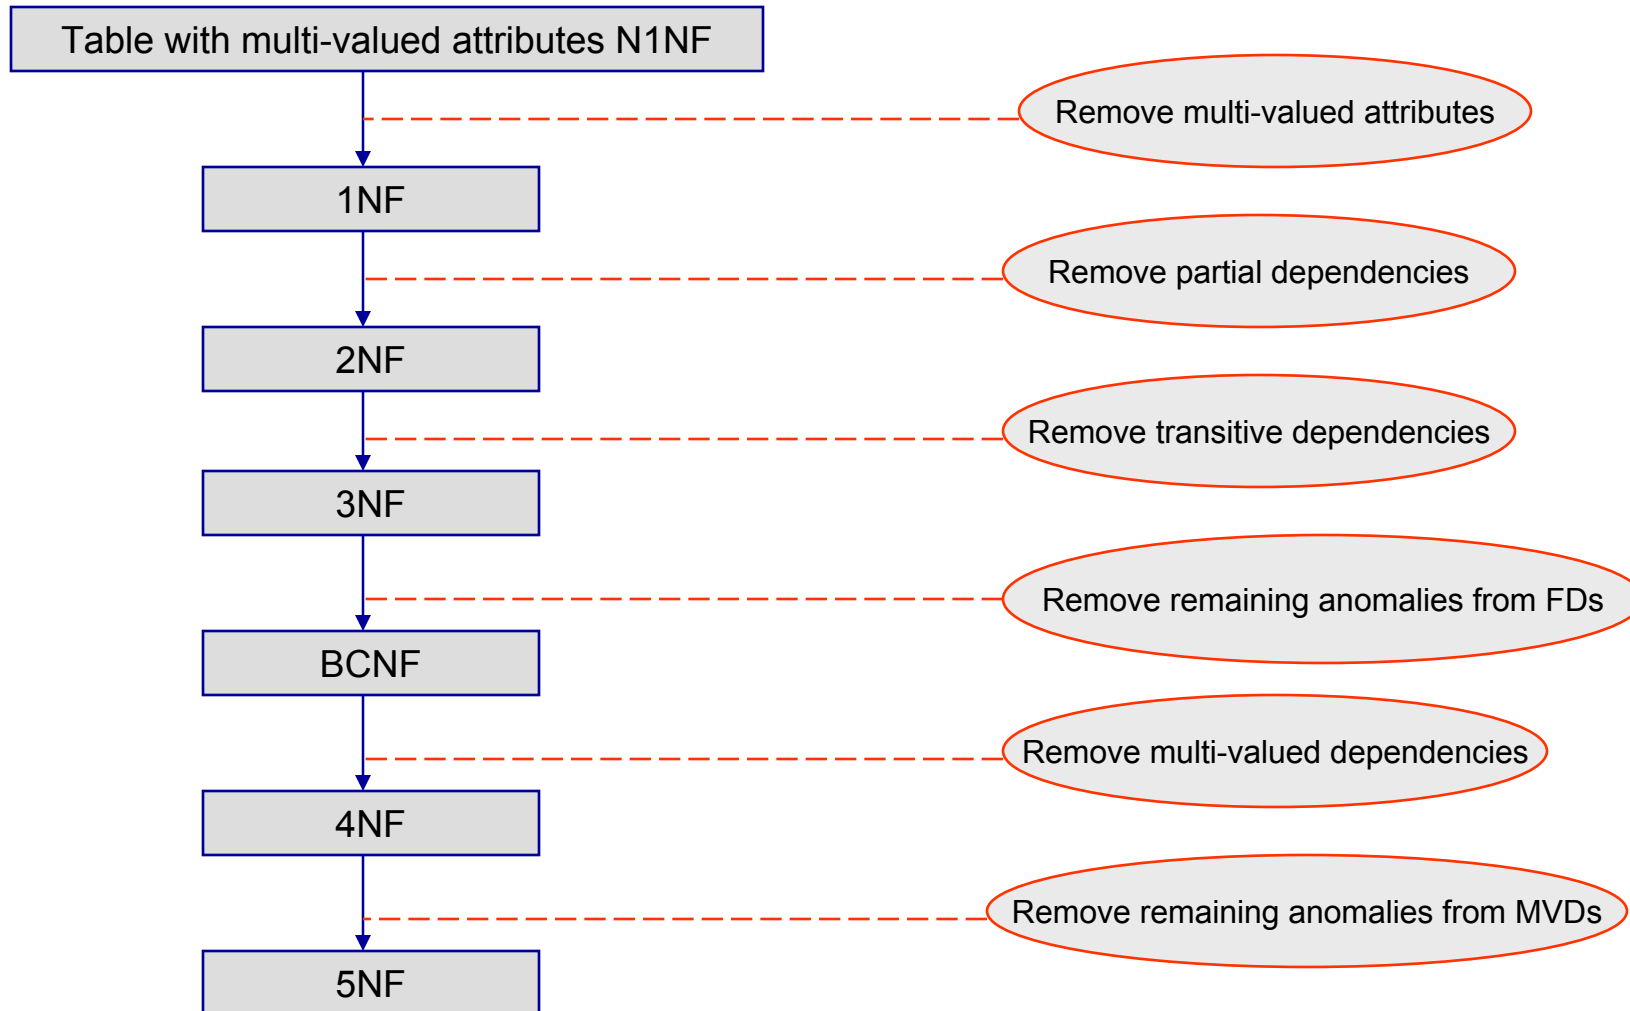 Table with multi-valued attributes N1NF
Remove multi-valued attributes
1NF
Remove partial dependencies
2NF
Remove transitive dependencies
3NF
Remove remaining anomalies from FDs
BCNF
Remove multi-valued dependencies
4NF
Remove remaining anomalies from MVDs
5NF